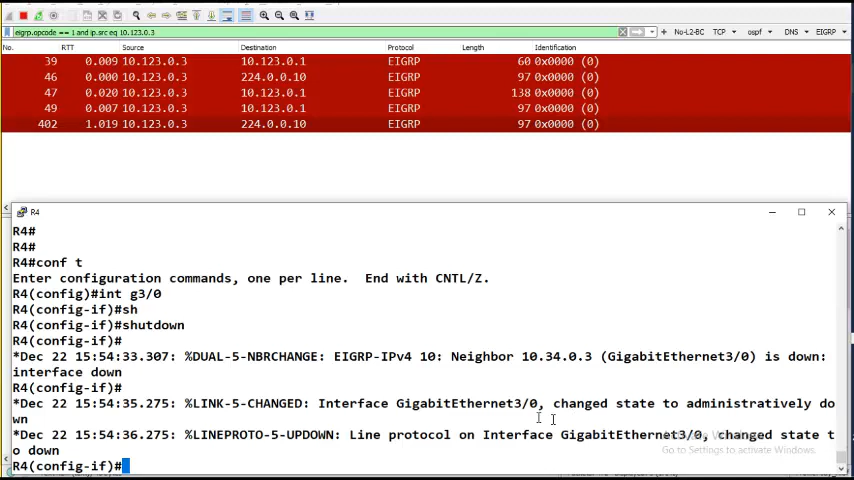 eigrp.opcode == 1 and ip.src eq 10.123.0.3 No-L2-BC TCP ospf DNS EIGRP
No. RTT Source Destination Protocol Length Identification
39 0.009 10.123.0.3 10.123.0.1 EIGRP 60 0x0000 (0)
46 0.000 10.123.0.3 224.0.0.10 EIGRP 97 0x0000 (0)
47 0.020 10.123.0.3 10.123.0.1 EIGRP 138 0x0000 (0)
49 0.007 10.123.0.3 10.123.0.1 EIGRP 97 0x0000 (0)
402 1.019 10.123.0.3 224.0.0.10 EIGRP 97 0x0000 (0)
R4
R4#
R4#
R4#conf t
Enter configuration commands, one per line.  End with CNTL/Z.
R4(config)#int g3/0
R4(config-if)#sh
R4(config-if)#shutdown
R4(config-if)#
*Dec 22 15:54:33.307: %DUAL-5-NBRCHANGE: EIGRP-IPv4 10: Neighbor 10.34.0.3 (GigabitEthernet3/0) is down:
interface down
R4(config-if)#
*Dec 22 15:54:35.275: %LINK-5-CHANGED: Interface GigabitEthernet3/0, changed state to administratively do
wn
*Dec 22 15:54:36.275: %LINEPROTO-5-UPDOWN: Line protocol on Interface GigabitEthernet3/0, changed state t
o down
Go to Settings to activate Windows.
R4(config-if)#